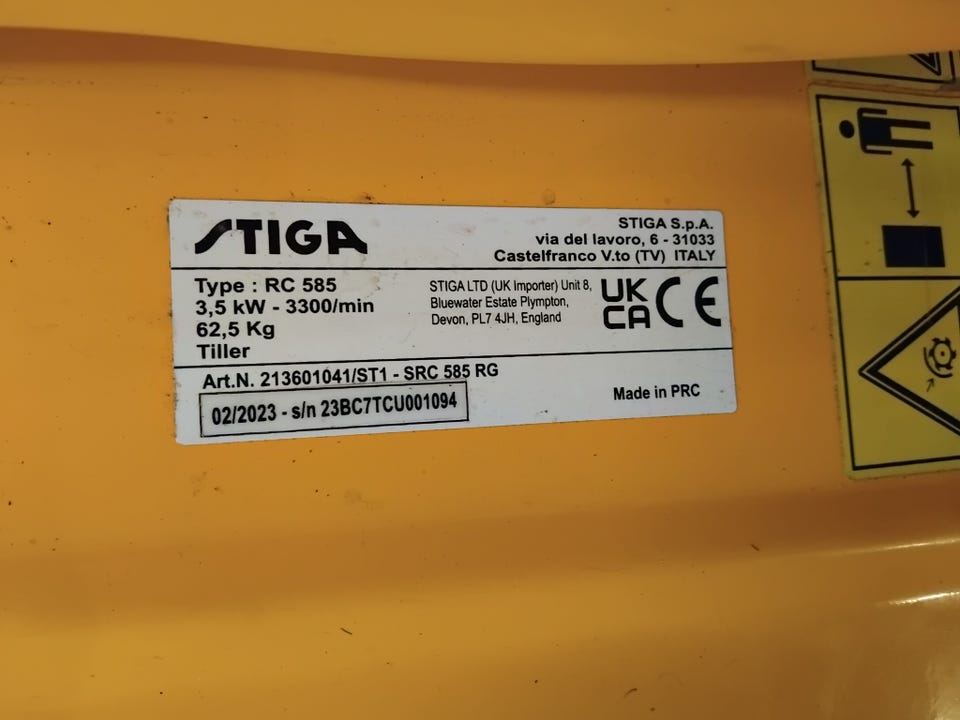 STIGA
STIGA S.p.A.
via del lavoro, 6 - 31033
Castelfranco V.to (TV) ITALY
Type : RC 585
3,5 kW - 3300/min
62,5 Kg
Tiller
STIGA LTD (UK Importer) Unit 8,
Bluewater Estate Plympton,
Devon, PL7 4JH, England
UK
CA
CE
Art.N. 213601041/ST1 - SRC 585 RG
02/2023 - s/n 23BC7TCU001094
Made in PRC